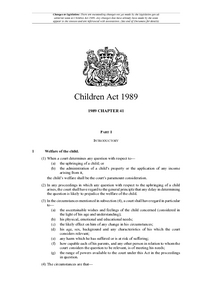 Changes to legislation: There are outstanding changes not yet made by the legislation.gov.uk
editorial team to Children Act 1989. Any changes that have already been made by the team
appear in the content and are referenced with annotations. (See end of Document for details)
Children Act 1989
1989 CHAPTER 41
PART I
INTRODUCTORY
1 Welfare of the child.
(1) When a court determines any question with respect to—
(a) the upbringing of a child; or
(b) the administration of a child's property or the application of any income
arising from it,
the child's welfare shall be the court's paramount consideration.
(2) In any proceedings in which any question with respect to the upbringing of a child
arises, the court shall have regard to the general principle that any delay in determining
the question is likely to prejudice the welfare of the child.
(3) In the circumstances mentioned in subsection (4), a court shall have regard in particular
to—
(a) the ascertainable wishes and feelings of the child concerned (considered in
the light of his age and understanding);
(b) his physical, emotional and educational needs;
(c) the likely effect on him of any change in his circumstances;
(d) his age, sex, background and any characteristics of his which the court
considers relevant;
(e) any harm which he has suffered or is at risk of suffering;
(f) how capable each of his parents, and any other person in relation to whom the
court considers the question to be relevant, is of meeting his needs;
(g) the range of powers available to the court under this Act in the proceedings
in question.
(4) The circumstances are that—